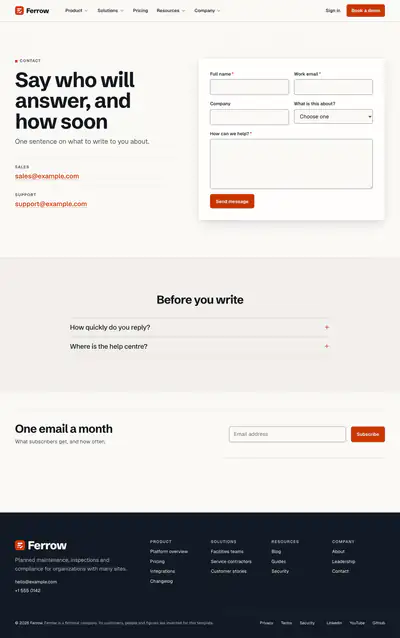 Ferrow
Product
Solutions
Pricing
Resources
Company
Sign in
Book a demo
CONTACT
Say who will
answer, and
how soon
One sentence on what to write to you about.
SALES
sales@example.com
SUPPORT
support@example.com
Full name *
Work email *
Company
What is this about?
Choose one
How can we help? *
Send message
Before you write
How quickly do you reply?
+
Where is the help centre?
+
One email a month
What subscribers get, and how often.
Email address
Subscribe
Ferrow
Planned maintenance, inspections and
compliance for organizations with many sites.
hello@example.com
+1 555 0142
PRODUCT
Platform overview
Pricing
Integrations
Changelog
SOLUTIONS
Facilities teams
Service contractors
Customer stories
RESOURCES
Blog
Guides
Security
COMPANY
About
Leadership
Contact
© 2026 Ferrow. Ferrow is a fictional company. Its customers, people and figures are invented for this template.
Privacy
Terms
Security
LinkedIn
YouTube
GitHub